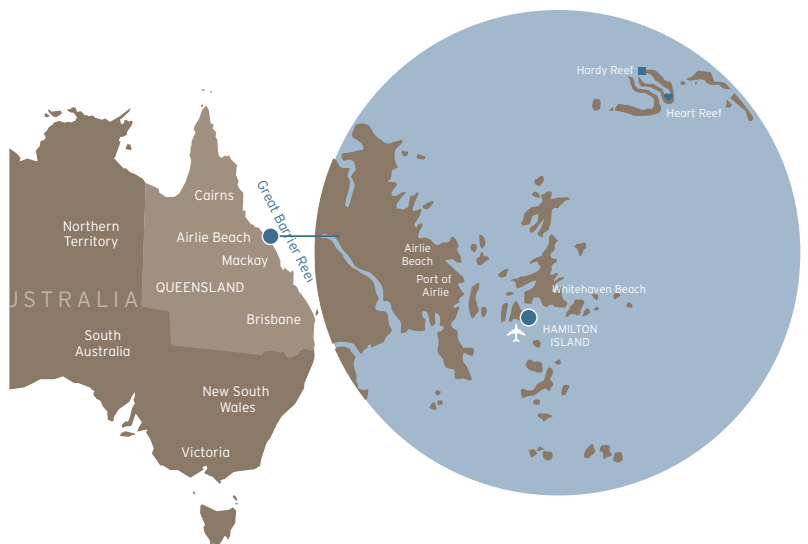 Hardy Reef
Heart Reef
Cairns
Great Barrier Reef
Northern
Territory
Airlie Beach
Airlie
Beach
Mackay
Port of
Airlie
QUEENSLAND
Whitehaven Beach
USTRALIA
Brisbane
HAMILTON
ISLAND
South
Australia
New South
Wales
Victoria